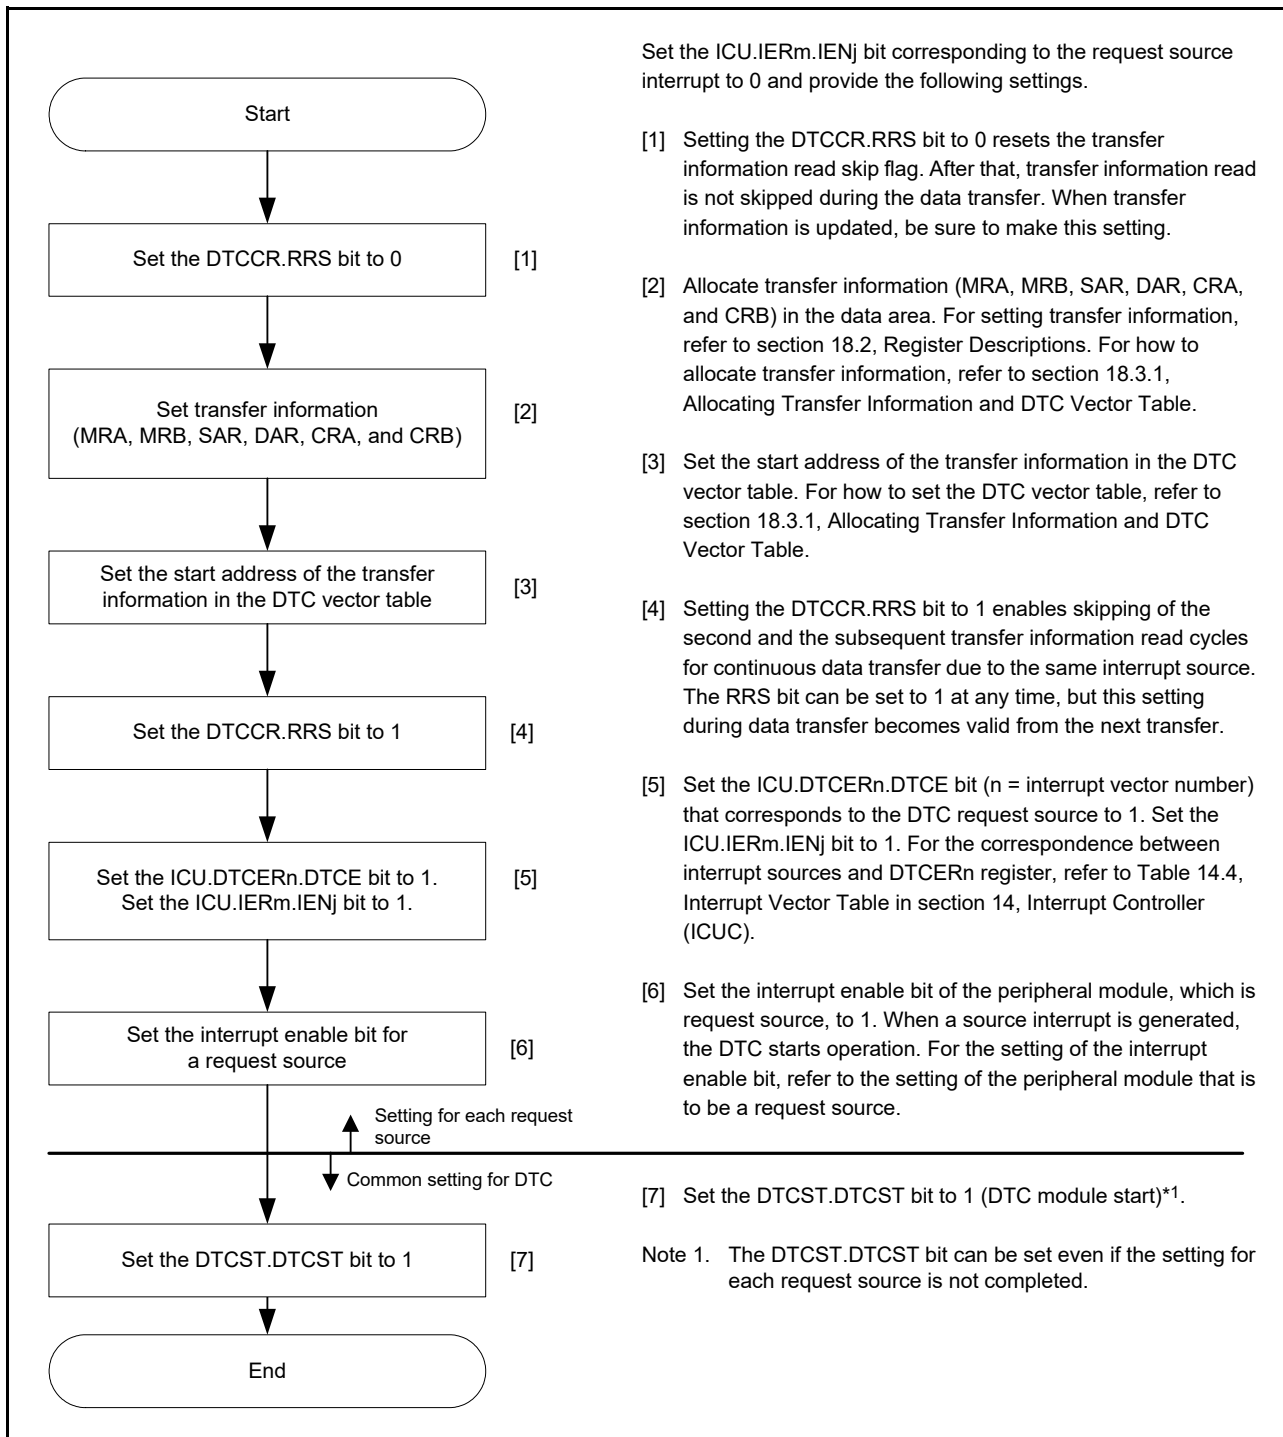 Start
Set the DTCCR.RRS bit to 0
[1]
Set transfer information
(MRA, MRB, SAR, DAR, CRA, and CRB)
[2]
Set the start address of the transfer
information in the DTC vector table
[3]
Set the DTCCR.RRS bit to 1
[4]
Set the ICU.DTCERn.DTCE bit to 1.
Set the ICU.IERm.IENj bit to 1.
[5]
Set the interrupt enable bit for
a request source
[6]
Setting for each request
source
Common setting for DTC
Set the DTCST.DTCST bit to 1
[7]
End
Set the ICU.IERm.IENj bit corresponding to the request source
interrupt to 0 and provide the following settings.
[1] Setting the DTCCR.RRS bit to 0 resets the transfer
information read skip flag. After that, transfer information read
is not skipped during the data transfer. When transfer
information is updated, be sure to make this setting.
[2] Allocate transfer information (MRA, MRB, SAR, DAR, CRA,
and CRB) in the data area. For setting transfer information,
refer to section 18.2, Register Descriptions. For how to
allocate transfer information, refer to section 18.3.1,
Allocating Transfer Information and DTC Vector Table.
[3] Set the start address of the transfer information in the DTC
vector table. For how to set the DTC vector table, refer to
section 18.3.1, Allocating Transfer Information and DTC
Vector Table.
[4] Setting the DTCCR.RRS bit to 1 enables skipping of the
second and the subsequent transfer information read cycles
for continuous data transfer due to the same interrupt source.
The RRS bit can be set to 1 at any time, but this setting
during data transfer becomes valid from the next transfer.
[5] Set the ICU.DTCERn.DTCE bit (n = interrupt vector number)
that corresponds to the DTC request source to 1. Set the
ICU.IERm.IENj bit to 1. For the correspondence between
interrupt sources and DTCERn register, refer to Table 14.4,
Interrupt Vector Table in section 14, Interrupt Controller
(ICUC).
[6] Set the interrupt enable bit of the peripheral module, which is
request source, to 1. When a source interrupt is generated,
the DTC starts operation. For the setting of the interrupt
enable bit, refer to the setting of the peripheral module that is
to be a request source.
[7] Set the DTCST.DTCST bit to 1 (DTC module start)*1.
Note 1. The DTCST.DTCST bit can be set even if the setting for
each request source is not completed.